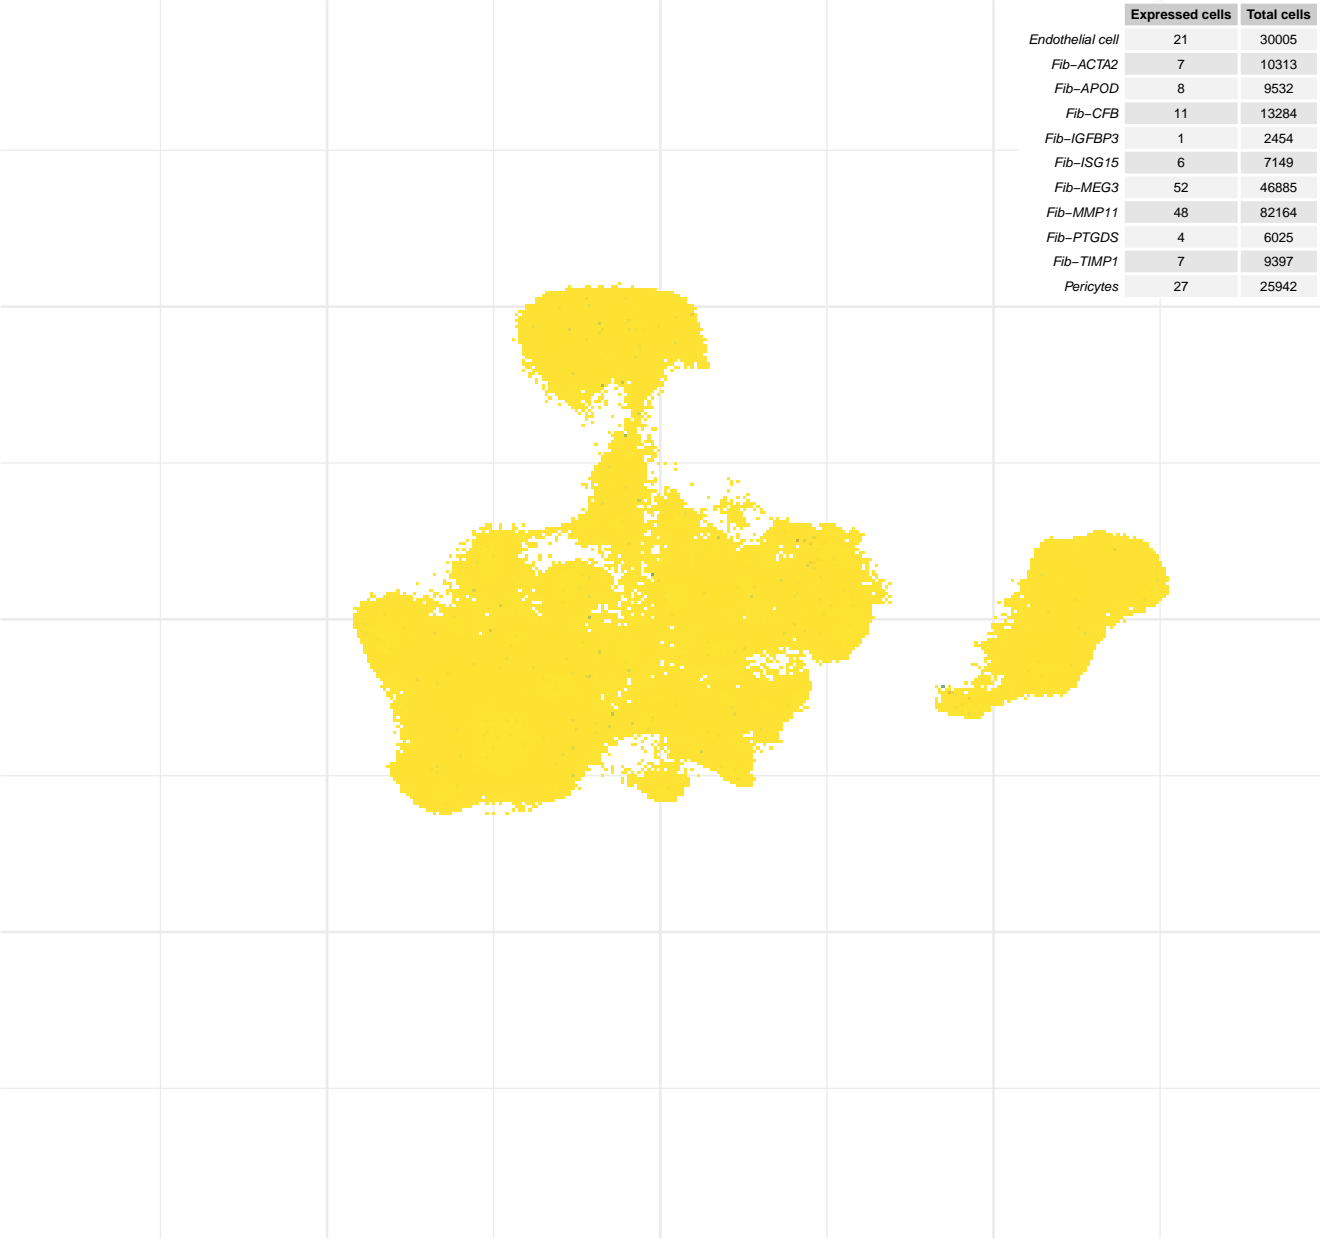 Expressed cells Total cells
Endothelial cell 21 30005
Fib−ACTA2 7 10313
Fib−APOD 8 9532
Fib−CFB 11 13284
Fib−IGFBP3 1 2454
Fib−ISG15 6 7149
Fib−MEG3 52 46885
Fib−MMP11 48 82164
Fib−PTGDS 4 6025
Fib−TIMP1 7 9397
Pericytes 27 25942